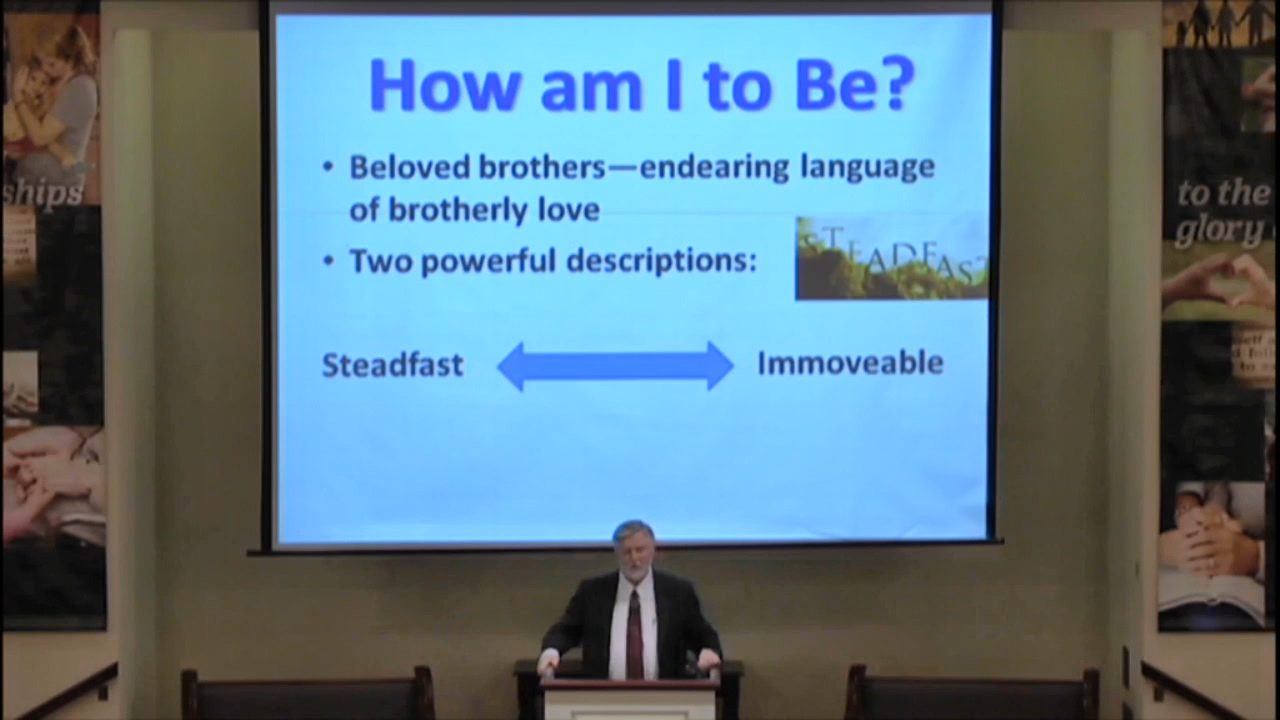 How am I to Be?
• Beloved brothers—endearing language
of brotherly love
• Two powerful descriptions:
STEADFAST
Steadfast
Immoveable
ships
to the
glory